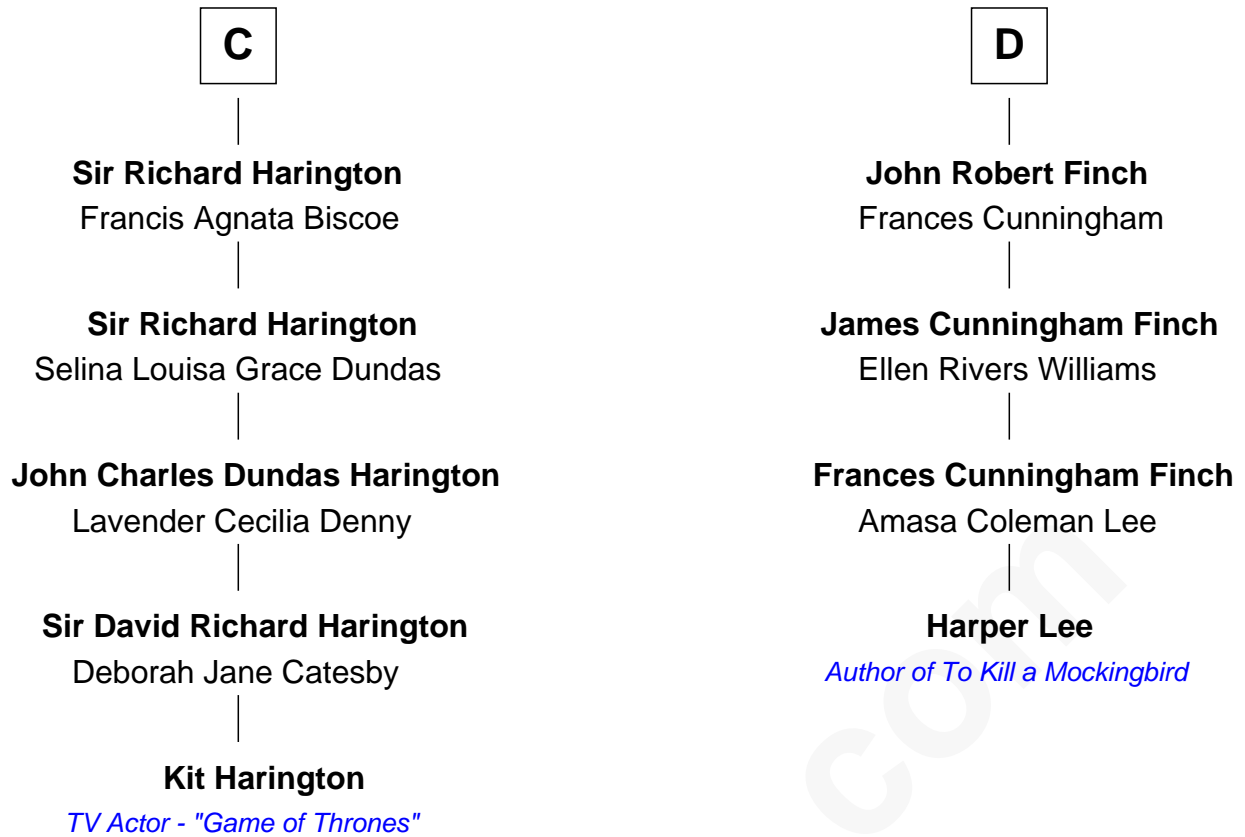 C
Sir Richard Harington
Francis Agnata Biscoe
Sir Richard Harington
Selina Louisa Grace Dundas
John Charles Dundas Harington
Lavender Cecilia Denny
Sir David Richard Harington
Deborah Jane Catesby
Kit Harington
TV Actor - "Game of Thrones"
D
John Robert Finch
Frances Cunningham
James Cunningham Finch
Ellen Rivers Williams
Frances Cunningham Finch
Amasa Coleman Lee
Harper Lee
Author of To Kill a Mockingbird
com